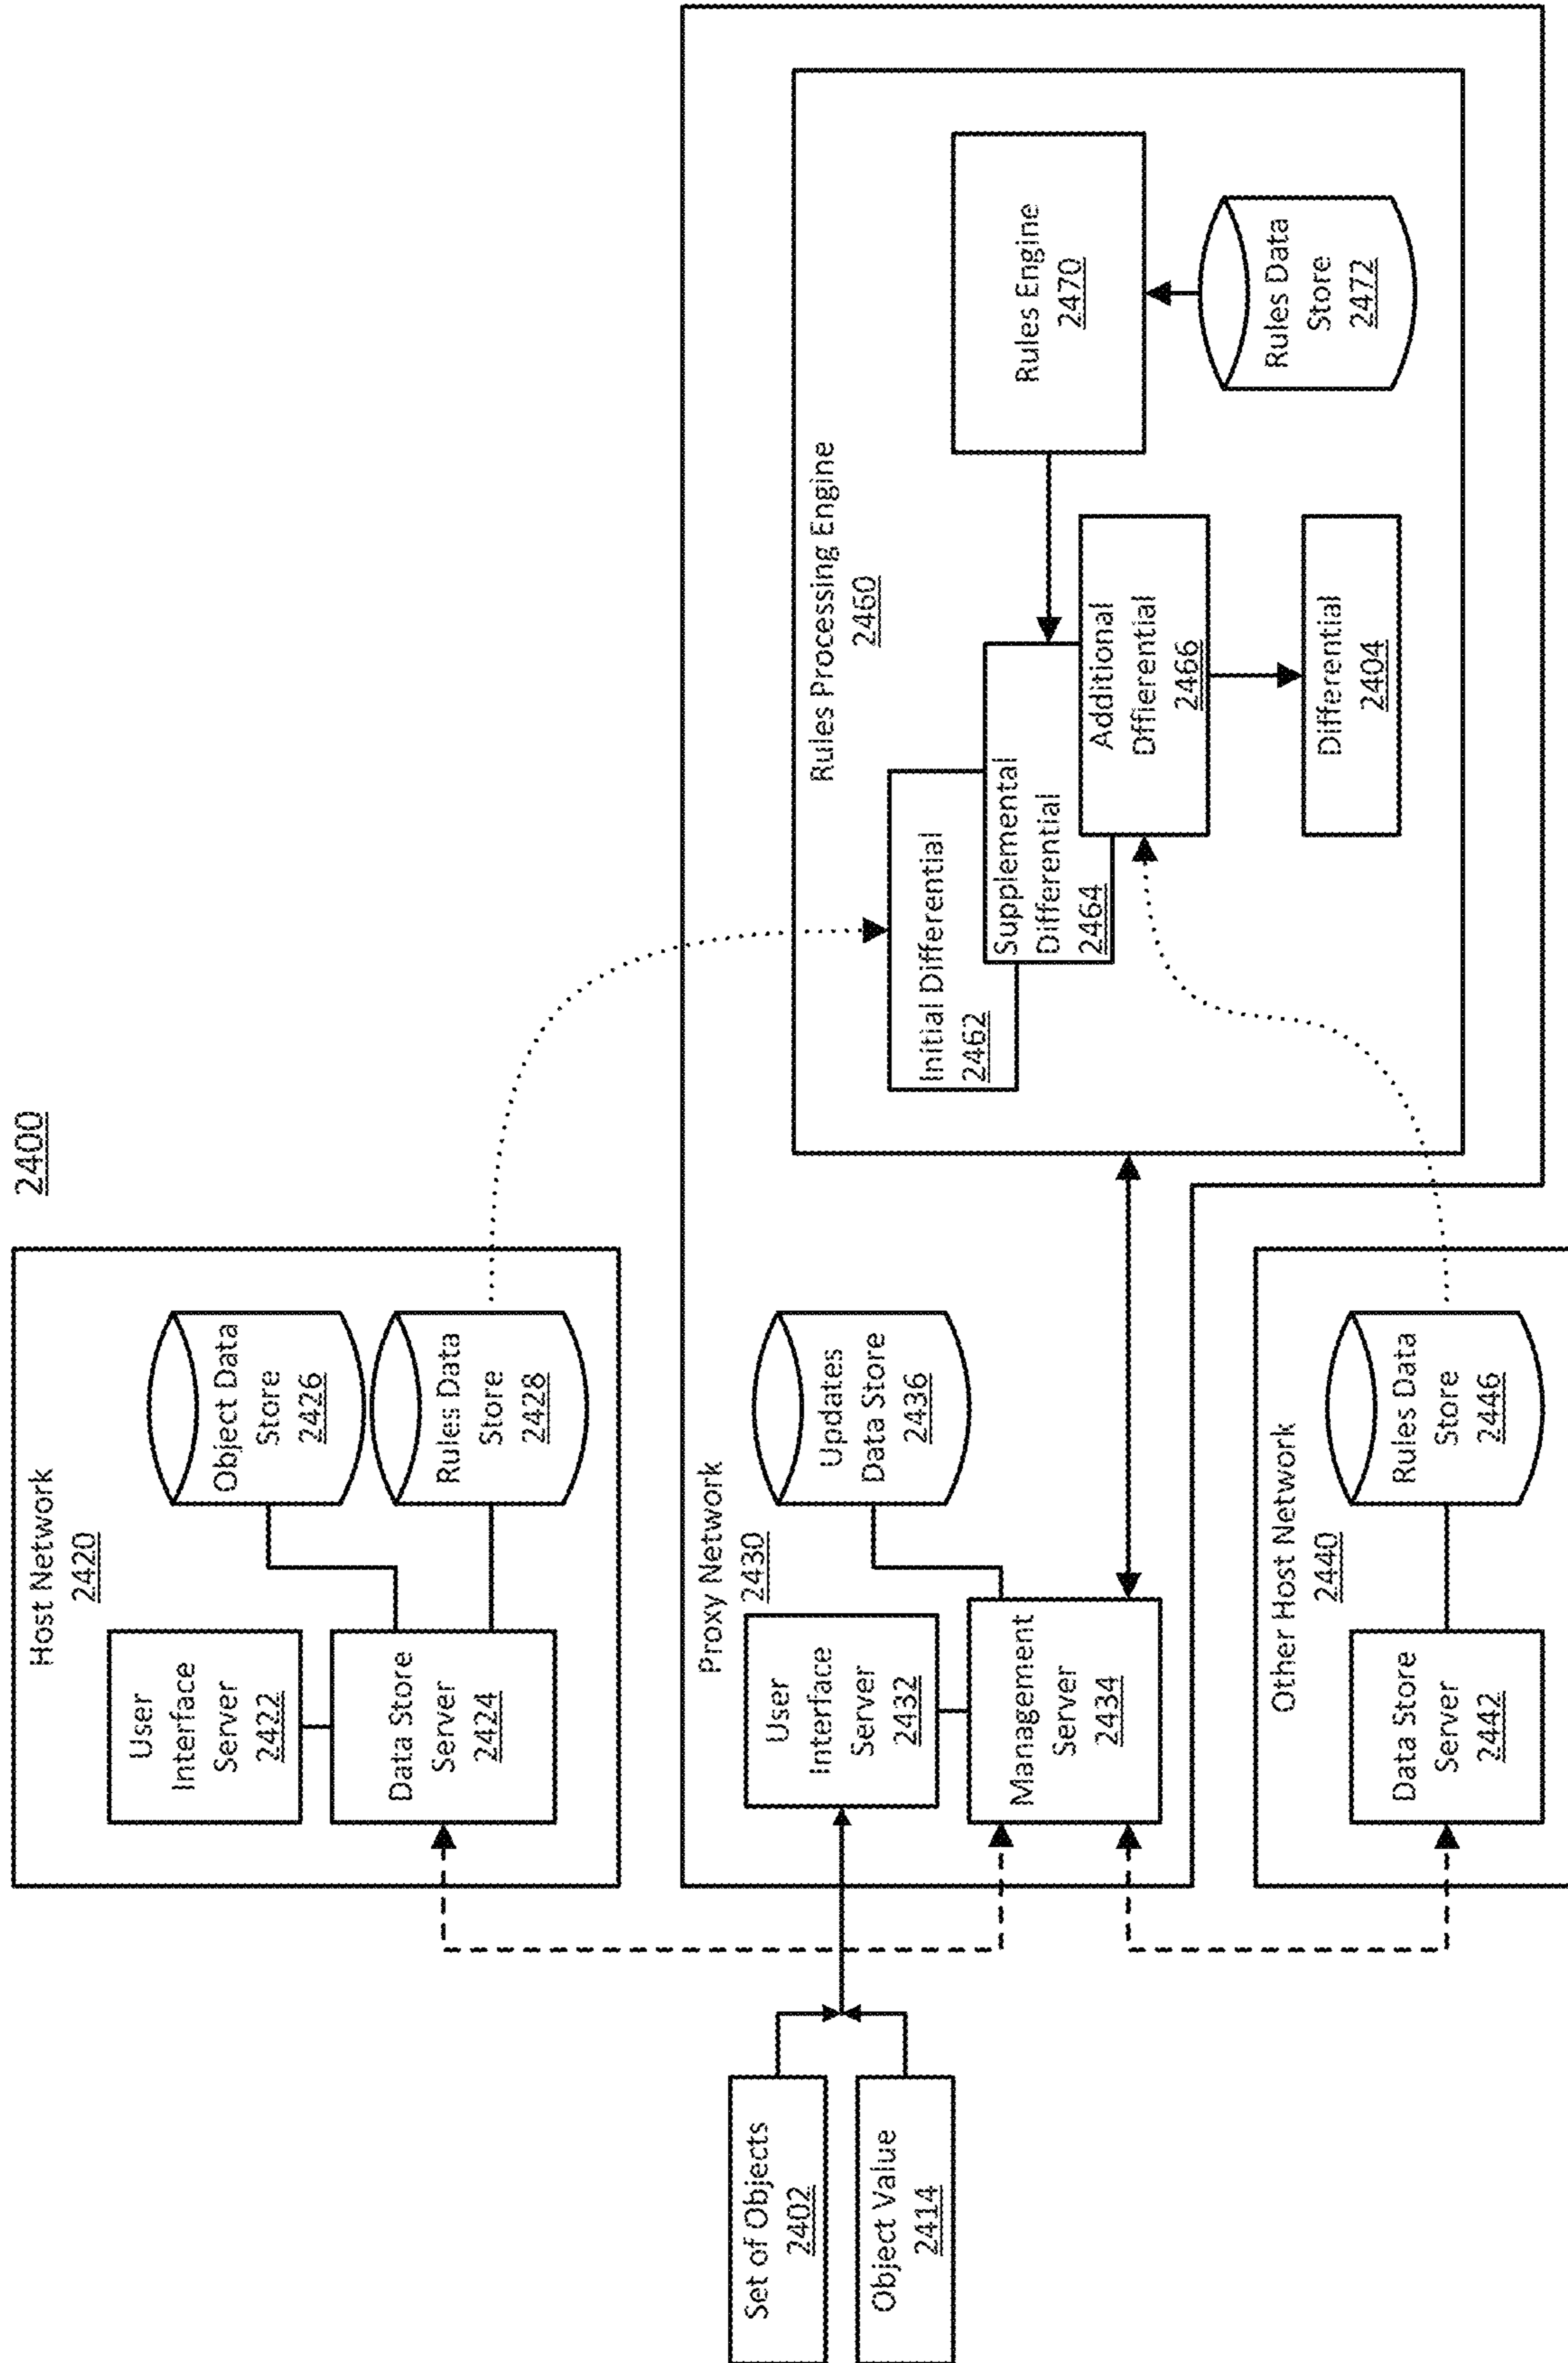 2400
Host Network
2420
User
Interface
Server
2422
Data Store
Server
2424
Object Data
Store
2426
Rules Data
Store
2428
Set of Objects
2402
Object Value
2414
Proxy Network
2430
User
Interface
Server
2432
Management
Server
2434
Updates
Data Store
2436
Rules Processing Engine
2460
Initial Differential
2462
Supplemental
Differential
2464
Additional
Dffierential
2466
Differential
2404
Rules Engine
2470
Rules Data
Store
2472
Other Host Network
2440
Data Store
Server
2442
Rules Data
Store
2446